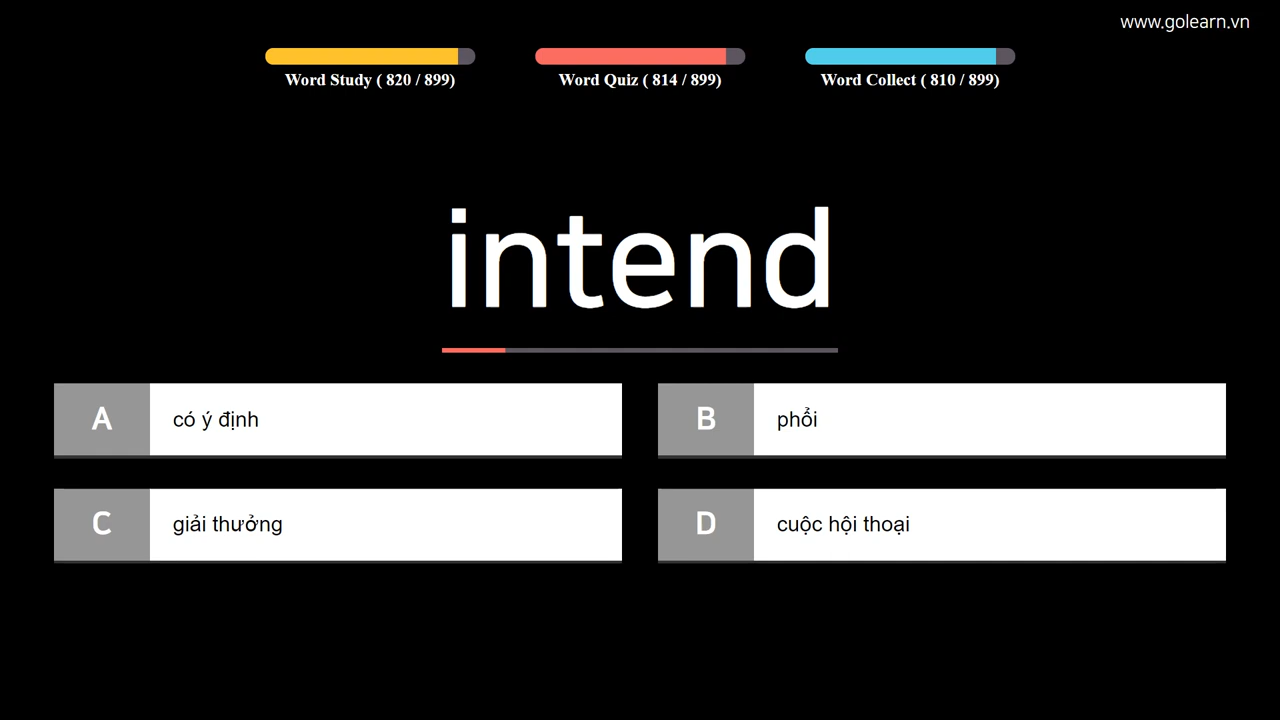 www.golearn.vn
Word Study ( 820 / 899)
Word Quiz ( 814 / 899)
Word Collect ( 810 / 899)
intend
A có ý định
B phổi
C giải thưởng
D cuộc hội thoại